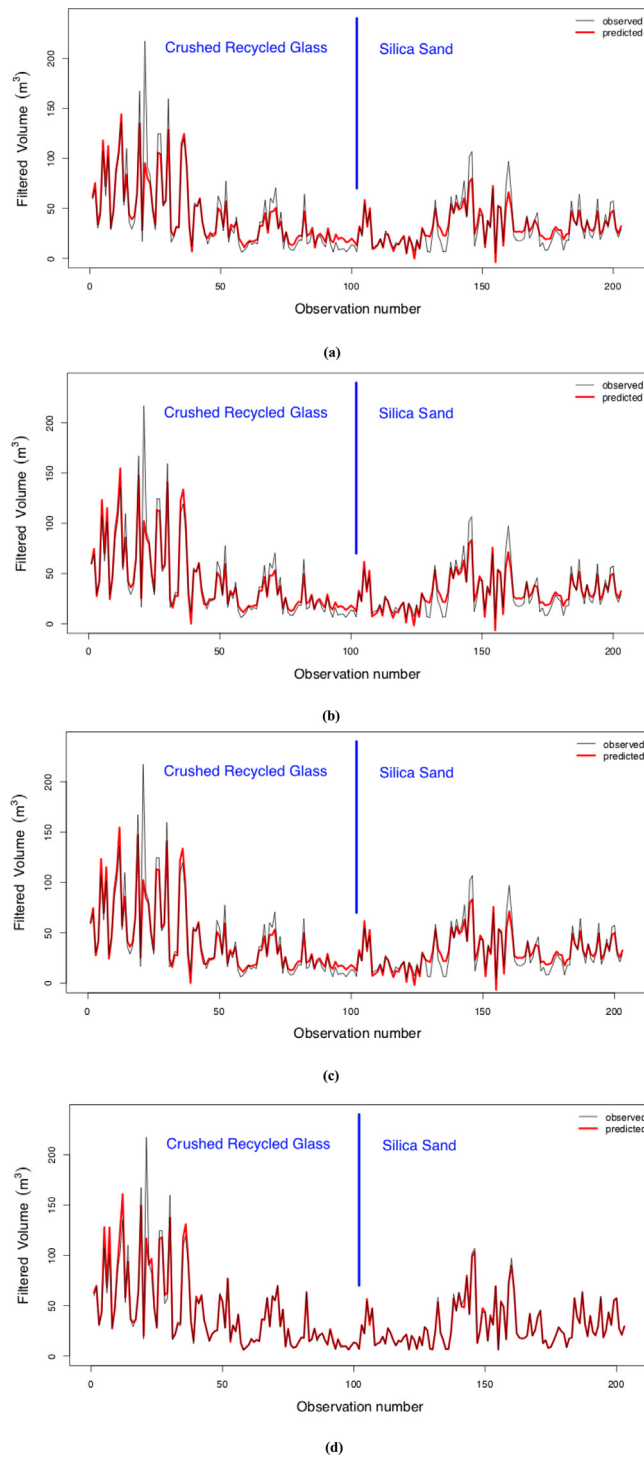 observed
predicted
Crushed Recycled Glass
Silica Sand
Filtered Volume (m³)
0
50
100
150
200
0
50
100
150
200
Observation number
(a)
observed
predicted
Crushed Recycled Glass
Silica Sand
Filtered Volume (m³)
0
50
100
150
200
0
50
100
150
200
Observation number
(b)
observed
predicted
Crushed Recycled Glass
Silica Sand
Filtered Volume (m³)
0
50
100
150
200
0
50
100
150
200
Observation number
(c)
observed
predicted
Crushed Recycled Glass
Silica Sand
Filtered Volume (m³)
0
50
100
150
200
0
50
100
150
200
Observation number
(d)